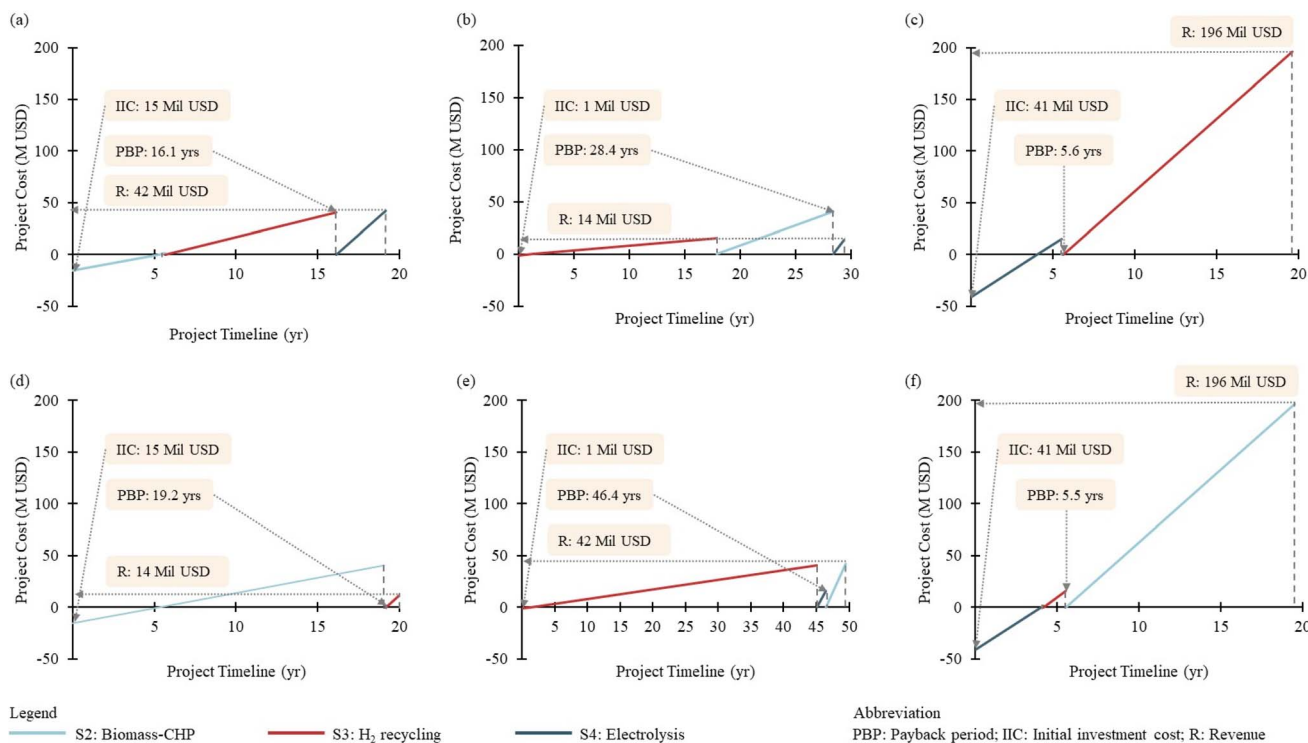 (a)
Project Cost (M USD)
200
150
100
50
0
-50
IIC: 15 Mil USD
PBP: 16.1 yrs
R: 42 Mil USD
5 10 15 20
Project Timeline (yr)
(b)
Project Cost (M USD)
200
150
100
50
0
-50
IIC: 1 Mil USD
PBP: 28.4 yrs
R: 14 Mil USD
5 10 15 20 25 30
Project Timeline (yr)
(c)
Project Cost (M USD)
200
150
100
50
0
-50
R: 196 Mil USD
IIC: 41 Mil USD
PBP: 5.6 yrs
5 10 15 20
Project Timeline (yr)
(d)
Project Cost (M USD)
200
150
100
50
0
-50
IIC: 15 Mil USD
PBP: 19.2 yrs
R: 14 Mil USD
5 10 15 20
Project Timeline (yr)
(e)
Project Cost (M USD)
200
150
100
50
0
-50
IIC: 1 Mil USD
PBP: 46.4 yrs
R: 42 Mil USD
5 10 15 20 25 30 35 40 45 50
Project Timeline (yr)
(f)
Project Cost (M USD)
200
150
100
50
0
-50
R: 196 Mil USD
IIC: 41 Mil USD
PBP: 5.5 yrs
5 10 15 20
Project Timeline (yr)
Legend
S2: Biomass-CHP
S3: H₂ recycling
S4: Electrolysis
Abbreviation
PBP: Payback period; IIC: Initial investment cost; R: Revenue